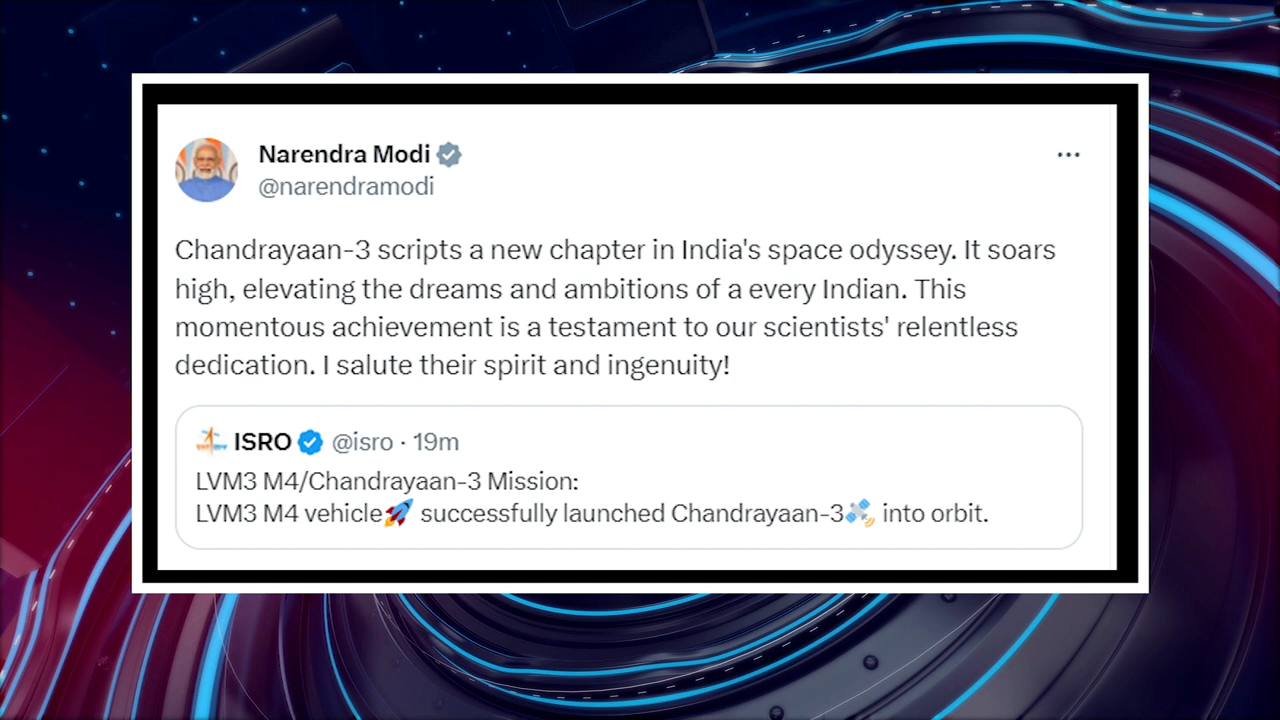 Narendra Modi
@narendramodi
Chandrayaan-3 scripts a new chapter in India's space odyssey. It soars
high, elevating the dreams and ambitions of a every Indian. This
momentous achievement is a testament to our scientists' relentless
dedication. I salute their spirit and ingenuity!
ISRO @isro · 19m
LVM3 M4/Chandrayaan-3 Mission:
LVM3 M4 vehicle🚀 successfully launched Chandrayaan-3🛰️ into orbit.